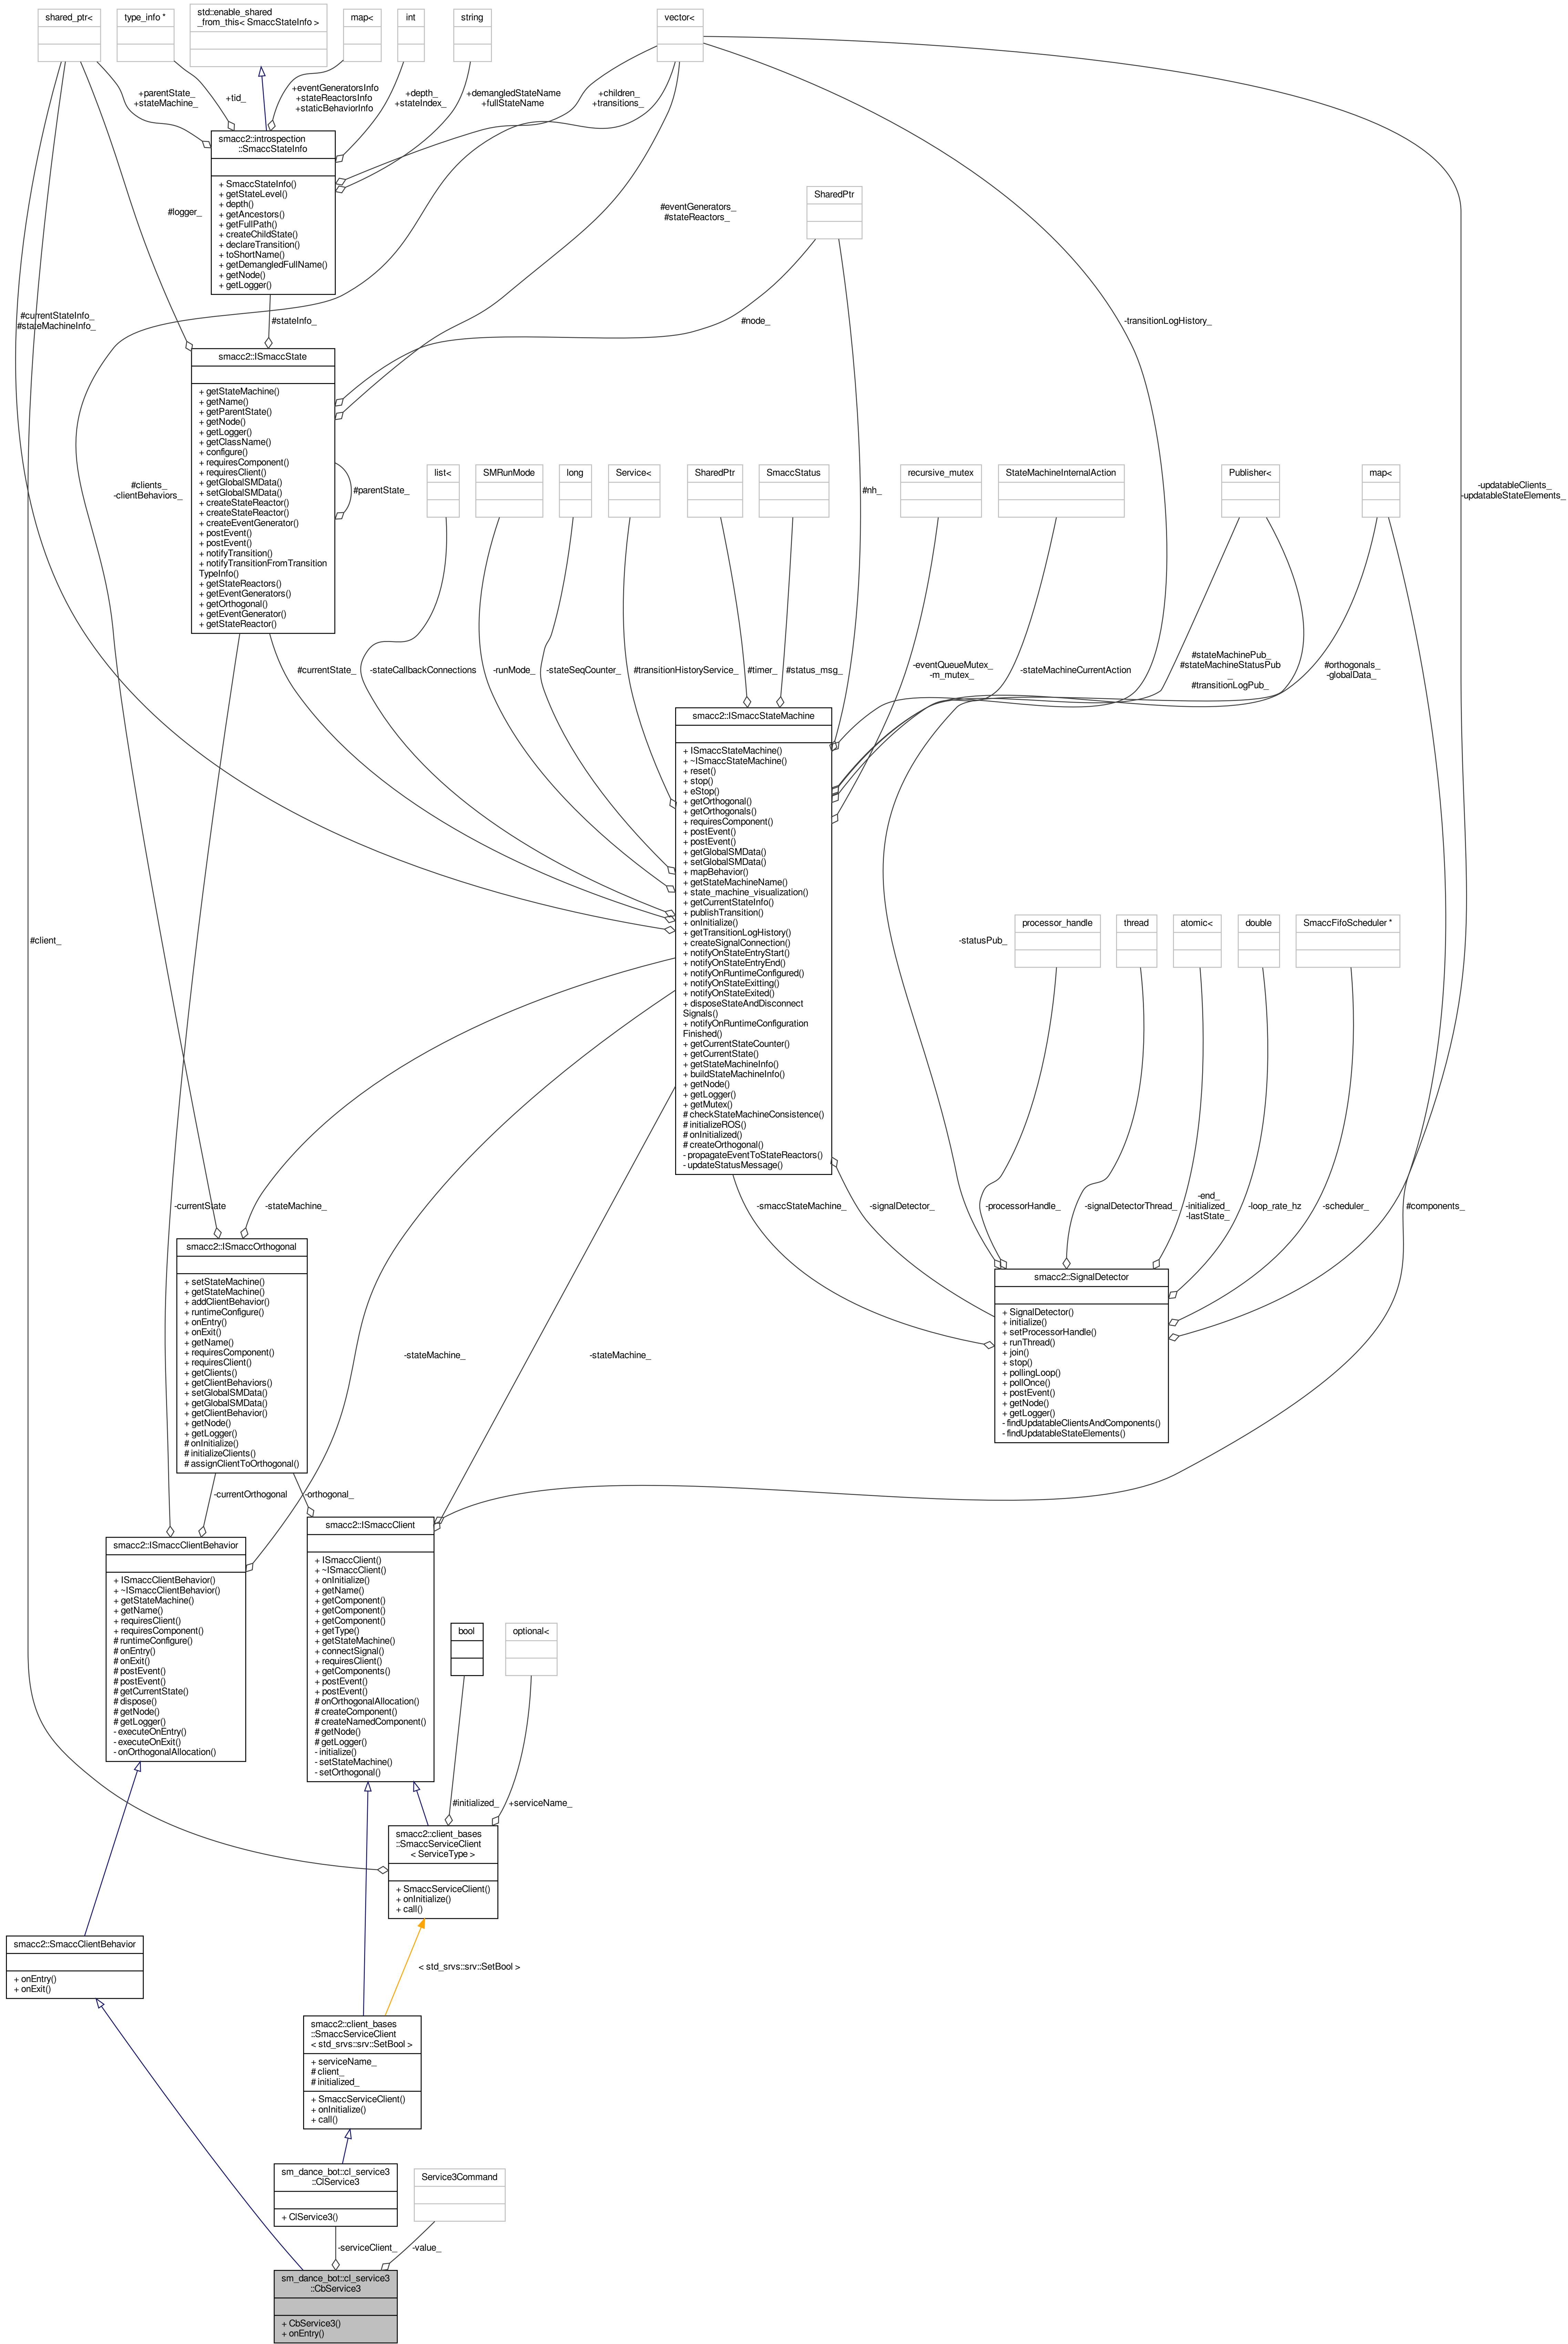 shared_ptr<
type_info *
std::enable_shared
_from_this< SmaccStateInfo >
map<
int
string
vector<
+parentState_
+stateMachine_
+tid_
+eventGeneratorsInfo
+stateReactorsInfo
+staticBehaviorInfo
+depth_
+stateIndex_
+demangledStateName
+fullStateName
+children_
+transitions_
smacc2::introspection
::SmaccStateInfo
+ SmaccStateInfo()
+ getStateLevel()
+ depth()
+ getAncestors()
+ getFullPath()
+ createChildState()
+ declareTransition()
+ toShortName()
+ getDemangledFullName()
+ getNode()
+ getLogger()
#logger_
#eventGenerators_
#stateReactors_
SharedPtr
#currentStateInfo_
#stateMachineInfo_
#stateInfo_
#node_
-transitionLogHistory_
smacc2::ISmaccState
+ getStateMachine()
+ getName()
+ getParentState()
+ getNode()
+ getLogger()
+ getClassName()
+ configure()
+ requiresComponent()
+ requiresClient()
+ getGlobalSMData()
+ setGlobalSMData()
+ createStateReactor()
+ createStateReactor()
+ createEventGenerator()
+ postEvent()
+ postEvent()
+ notifyTransition()
+ notifyTransitionFromTransition
TypeInfo()
+ getStateReactors()
+ getEventGenerators()
+ getOrthogonal()
+ getEventGenerator()
+ getStateReactor()
#clients_
-clientBehaviors_
#parentState_
list<
SMRunMode
long
Service<
SharedPtr
SmaccStatus
#nh_
recursive_mutex
StateMachineInternalAction
Publisher<
map<
-updatableClients_
-updatableStateElements_
#currentState_
-stateCallbackConnections
-runMode_
-stateSeqCounter_
#transitionHistoryService_
#timer_
#status_msg_
-eventQueueMutex_
-m_mutex_
-stateMachineCurrentAction
#stateMachinePub_
#stateMachineStatusPub
_
#transitionLogPub_
#orthogonals_
-globalData_
smacc2::ISmaccStateMachine
+ ISmaccStateMachine()
+ ~ISmaccStateMachine()
+ reset()
+ stop()
+ eStop()
+ getOrthogonal()
+ getOrthogonals()
+ requiresComponent()
+ postEvent()
+ postEvent()
+ getGlobalSMData()
+ setGlobalSMData()
+ mapBehavior()
+ getStateMachineName()
+ state_machine_visualization()
+ getCurrentStateInfo()
+ publishTransition()
+ onInitialize()
+ getTransitionLogHistory()
+ createSignalConnection()
+ notifyOnStateEntryStart()
+ notifyOnStateEntryEnd()
+ notifyOnRuntimeConfigured()
+ notifyOnStateExitting()
+ notifyOnStateExited()
+ disposeStateAndDisconnect
Signals()
+ notifyOnRuntimeConfiguration
Finished()
+ getCurrentStateCounter()
+ getCurrentState()
+ getStateMachineInfo()
+ buildStateMachineInfo()
+ getNode()
+ getLogger()
+ getMutex()
# checkStateMachineConsistence()
# initializeROS()
# onInitialized()
# createOrthogonal()
- propagateEventToStateReactors()
- updateStatusMessage()
#client_
-statusPub_
processor_handle
thread
atomic<
double
SmaccFifoScheduler *
-currentState
-stateMachine_
-smaccStateMachine_
-signalDetector_
-processorHandle_
-signalDetectorThread_
-end_
-initialized_
-lastState_
-loop_rate_hz
-scheduler_
#components_
smacc2::ISmaccOrthogonal
+ setStateMachine()
+ getStateMachine()
+ addClientBehavior()
+ runtimeConfigure()
+ onEntry()
+ onExit()
+ getName()
+ requiresComponent()
+ requiresClient()
+ getClients()
+ getClientBehaviors()
+ setGlobalSMData()
+ getGlobalSMData()
+ getClientBehavior()
+ getNode()
+ getLogger()
# onInitialize()
# initializeClients()
# assignClientToOrthogonal()
smacc2::SignalDetector
+ SignalDetector()
+ initialize()
+ setProcessorHandle()
+ runThread()
+ join()
+ stop()
+ pollingLoop()
+ pollOnce()
+ postEvent()
+ getNode()
+ getLogger()
- findUpdatableClientsAndComponents()
- findUpdatableStateElements()
-stateMachine_
-stateMachine_
-currentOrthogonal
-orthogonal_
smacc2::ISmaccClientBehavior
+ ISmaccClientBehavior()
+ ~ISmaccClientBehavior()
+ getStateMachine()
+ getName()
+ requiresClient()
+ requiresComponent()
# runtimeConfigure()
# onEntry()
# onExit()
# postEvent()
# postEvent()
# getCurrentState()
# dispose()
# getNode()
# getLogger()
- executeOnEntry()
- executeOnExit()
- onOrthogonalAllocation()
smacc2::ISmaccClient
+ ISmaccClient()
+ ~ISmaccClient()
+ onInitialize()
+ getName()
+ getComponent()
+ getComponent()
+ getComponent()
+ getType()
+ getStateMachine()
+ connectSignal()
+ requiresClient()
+ getComponents()
+ postEvent()
+ postEvent()
# onOrthogonalAllocation()
# createComponent()
# createNamedComponent()
# getNode()
# getLogger()
- initialize()
- setStateMachine()
- setOrthogonal()
bool
optional<
#initialized_
+serviceName_
smacc2::client_bases
::SmaccServiceClient
< ServiceType >
+ SmaccServiceClient()
+ onInitialize()
+ call()
smacc2::SmaccClientBehavior
+ onEntry()
+ onExit()
< std_srvs::srv::SetBool >
smacc2::client_bases
::SmaccServiceClient
< std_srvs::srv::SetBool >
+ serviceName_
# client_
# initialized_
+ SmaccServiceClient()
+ onInitialize()
+ call()
sm_dance_bot::cl_service3
::ClService3
+ ClService3()
Service3Command
-serviceClient_
-value_
sm_dance_bot::cl_service3
::CbService3
+ CbService3()
+ onEntry()